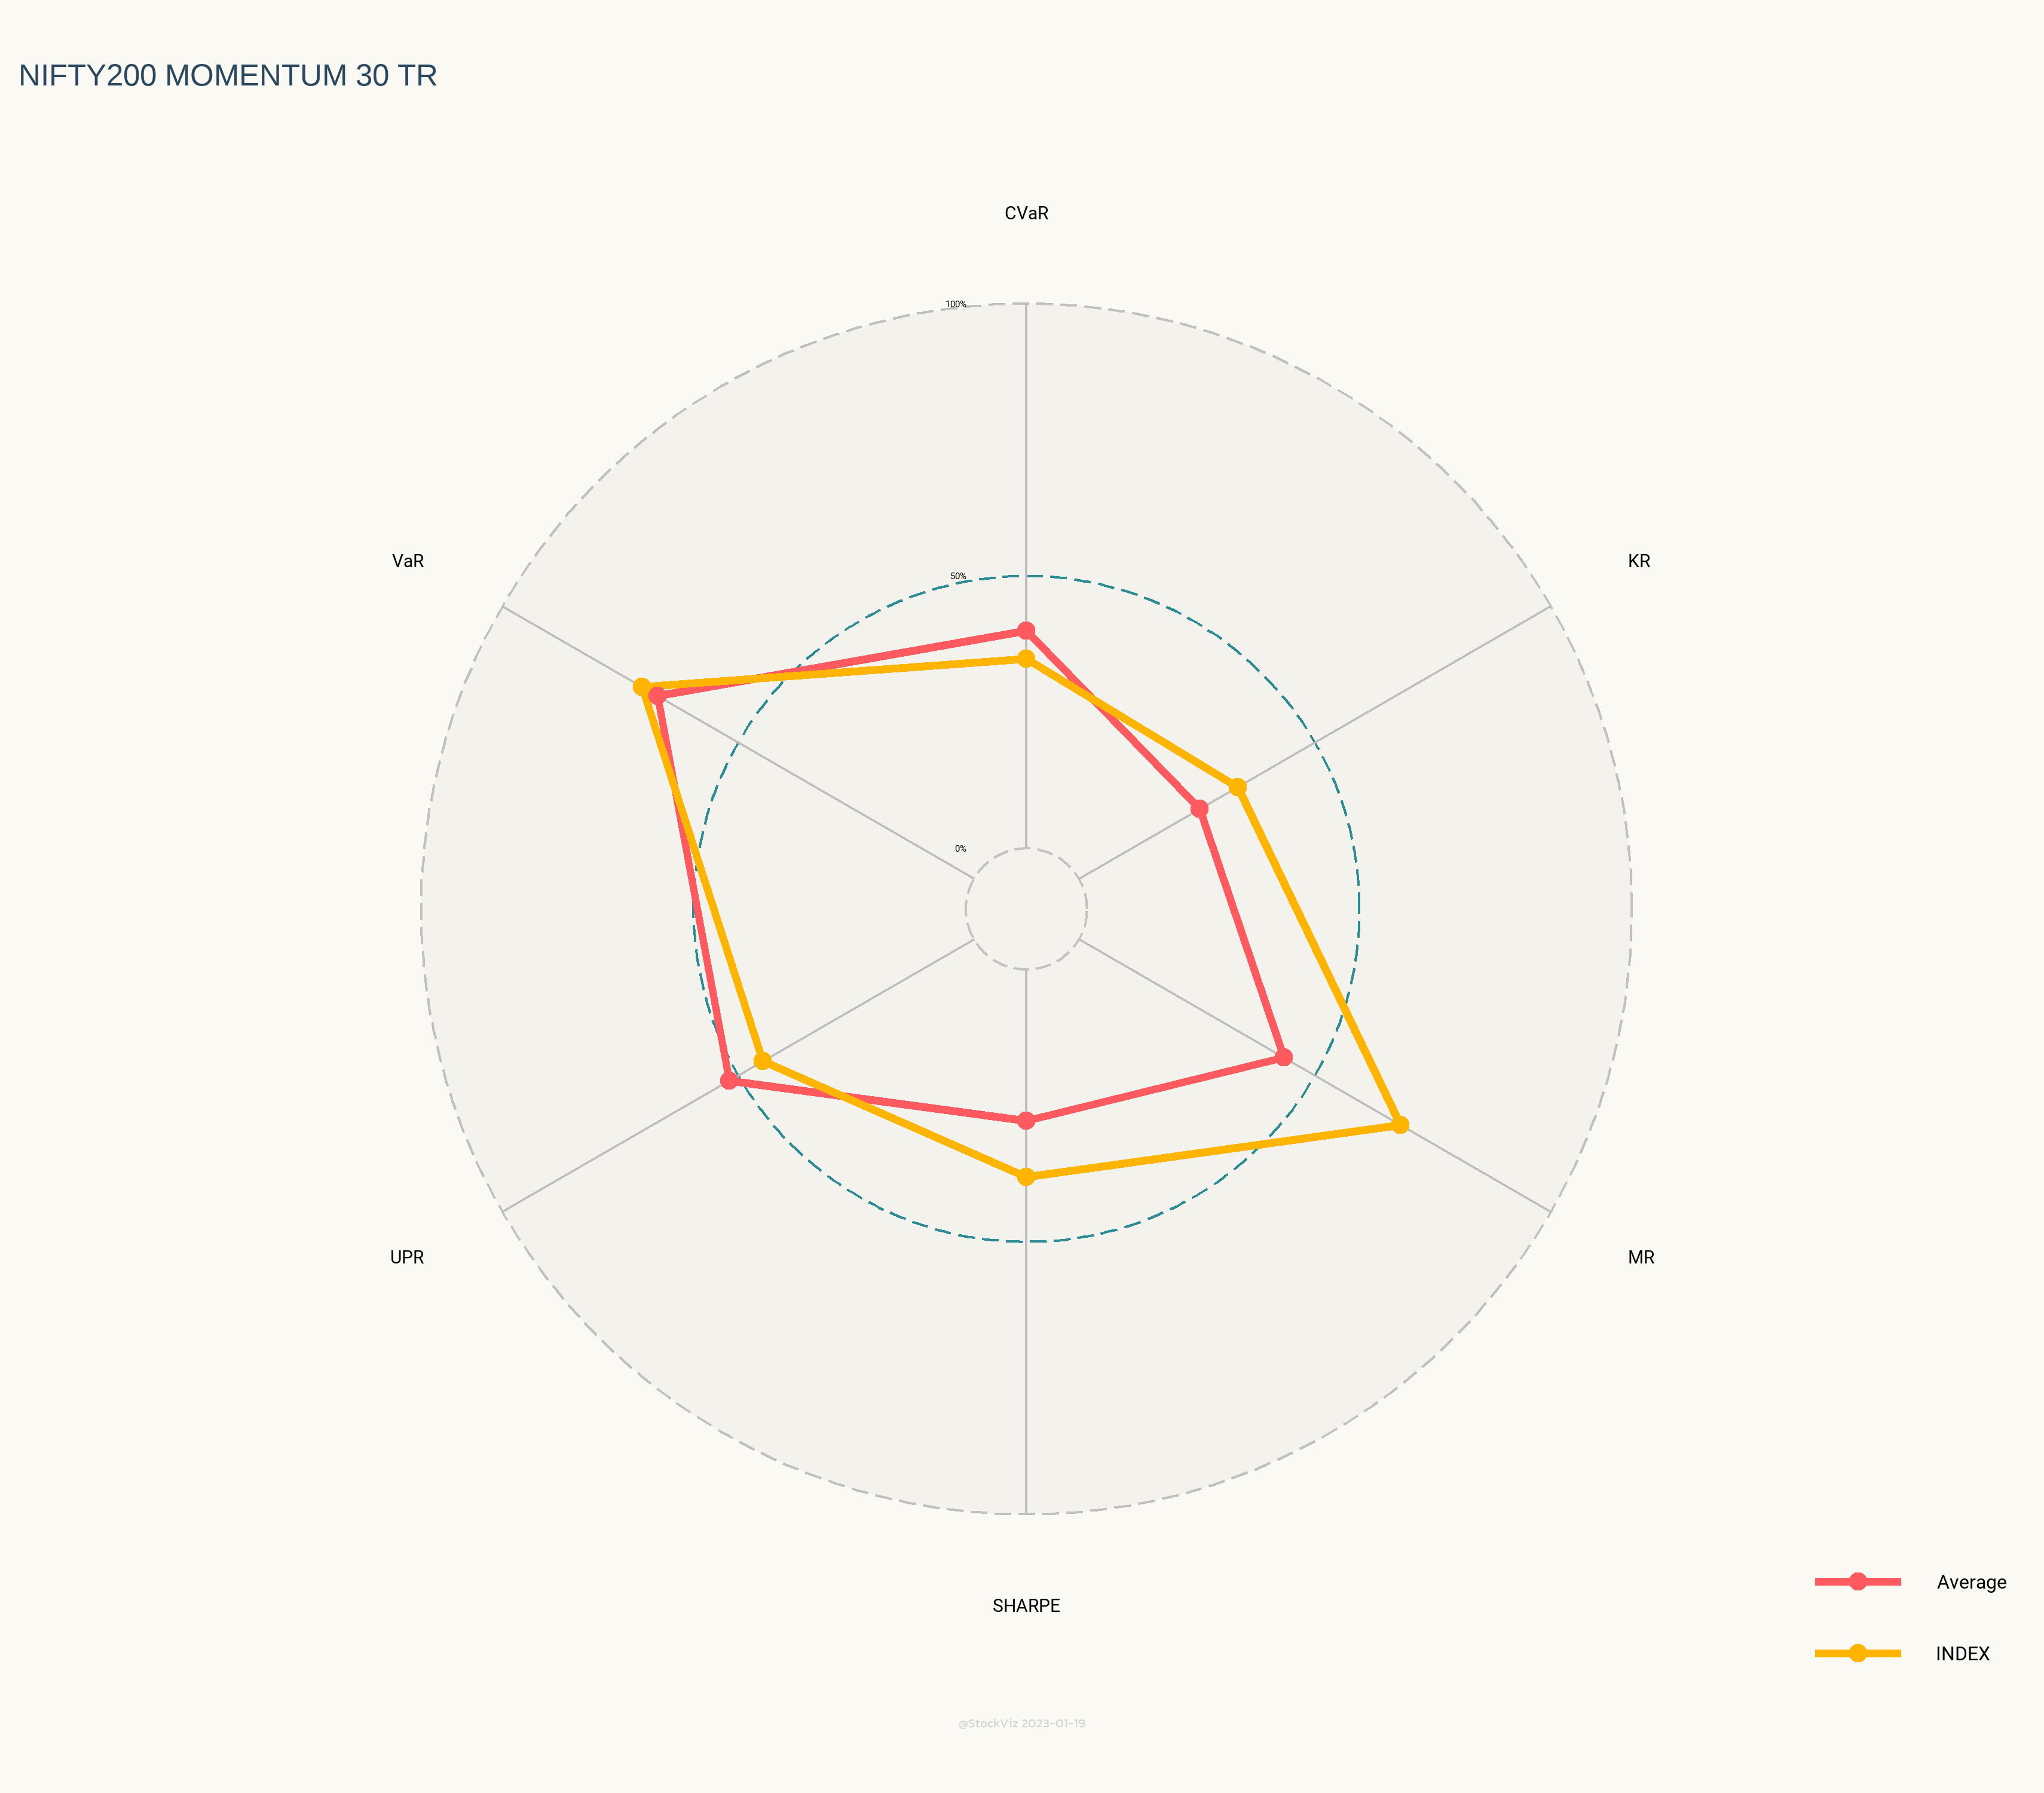 NIFTY200 MOMENTUM 30 TR
CVaR
100%
KR
VaR
50%
0%
UPR
MR
SHARPE
Average
INDEX
@StockViz 2023-01-19